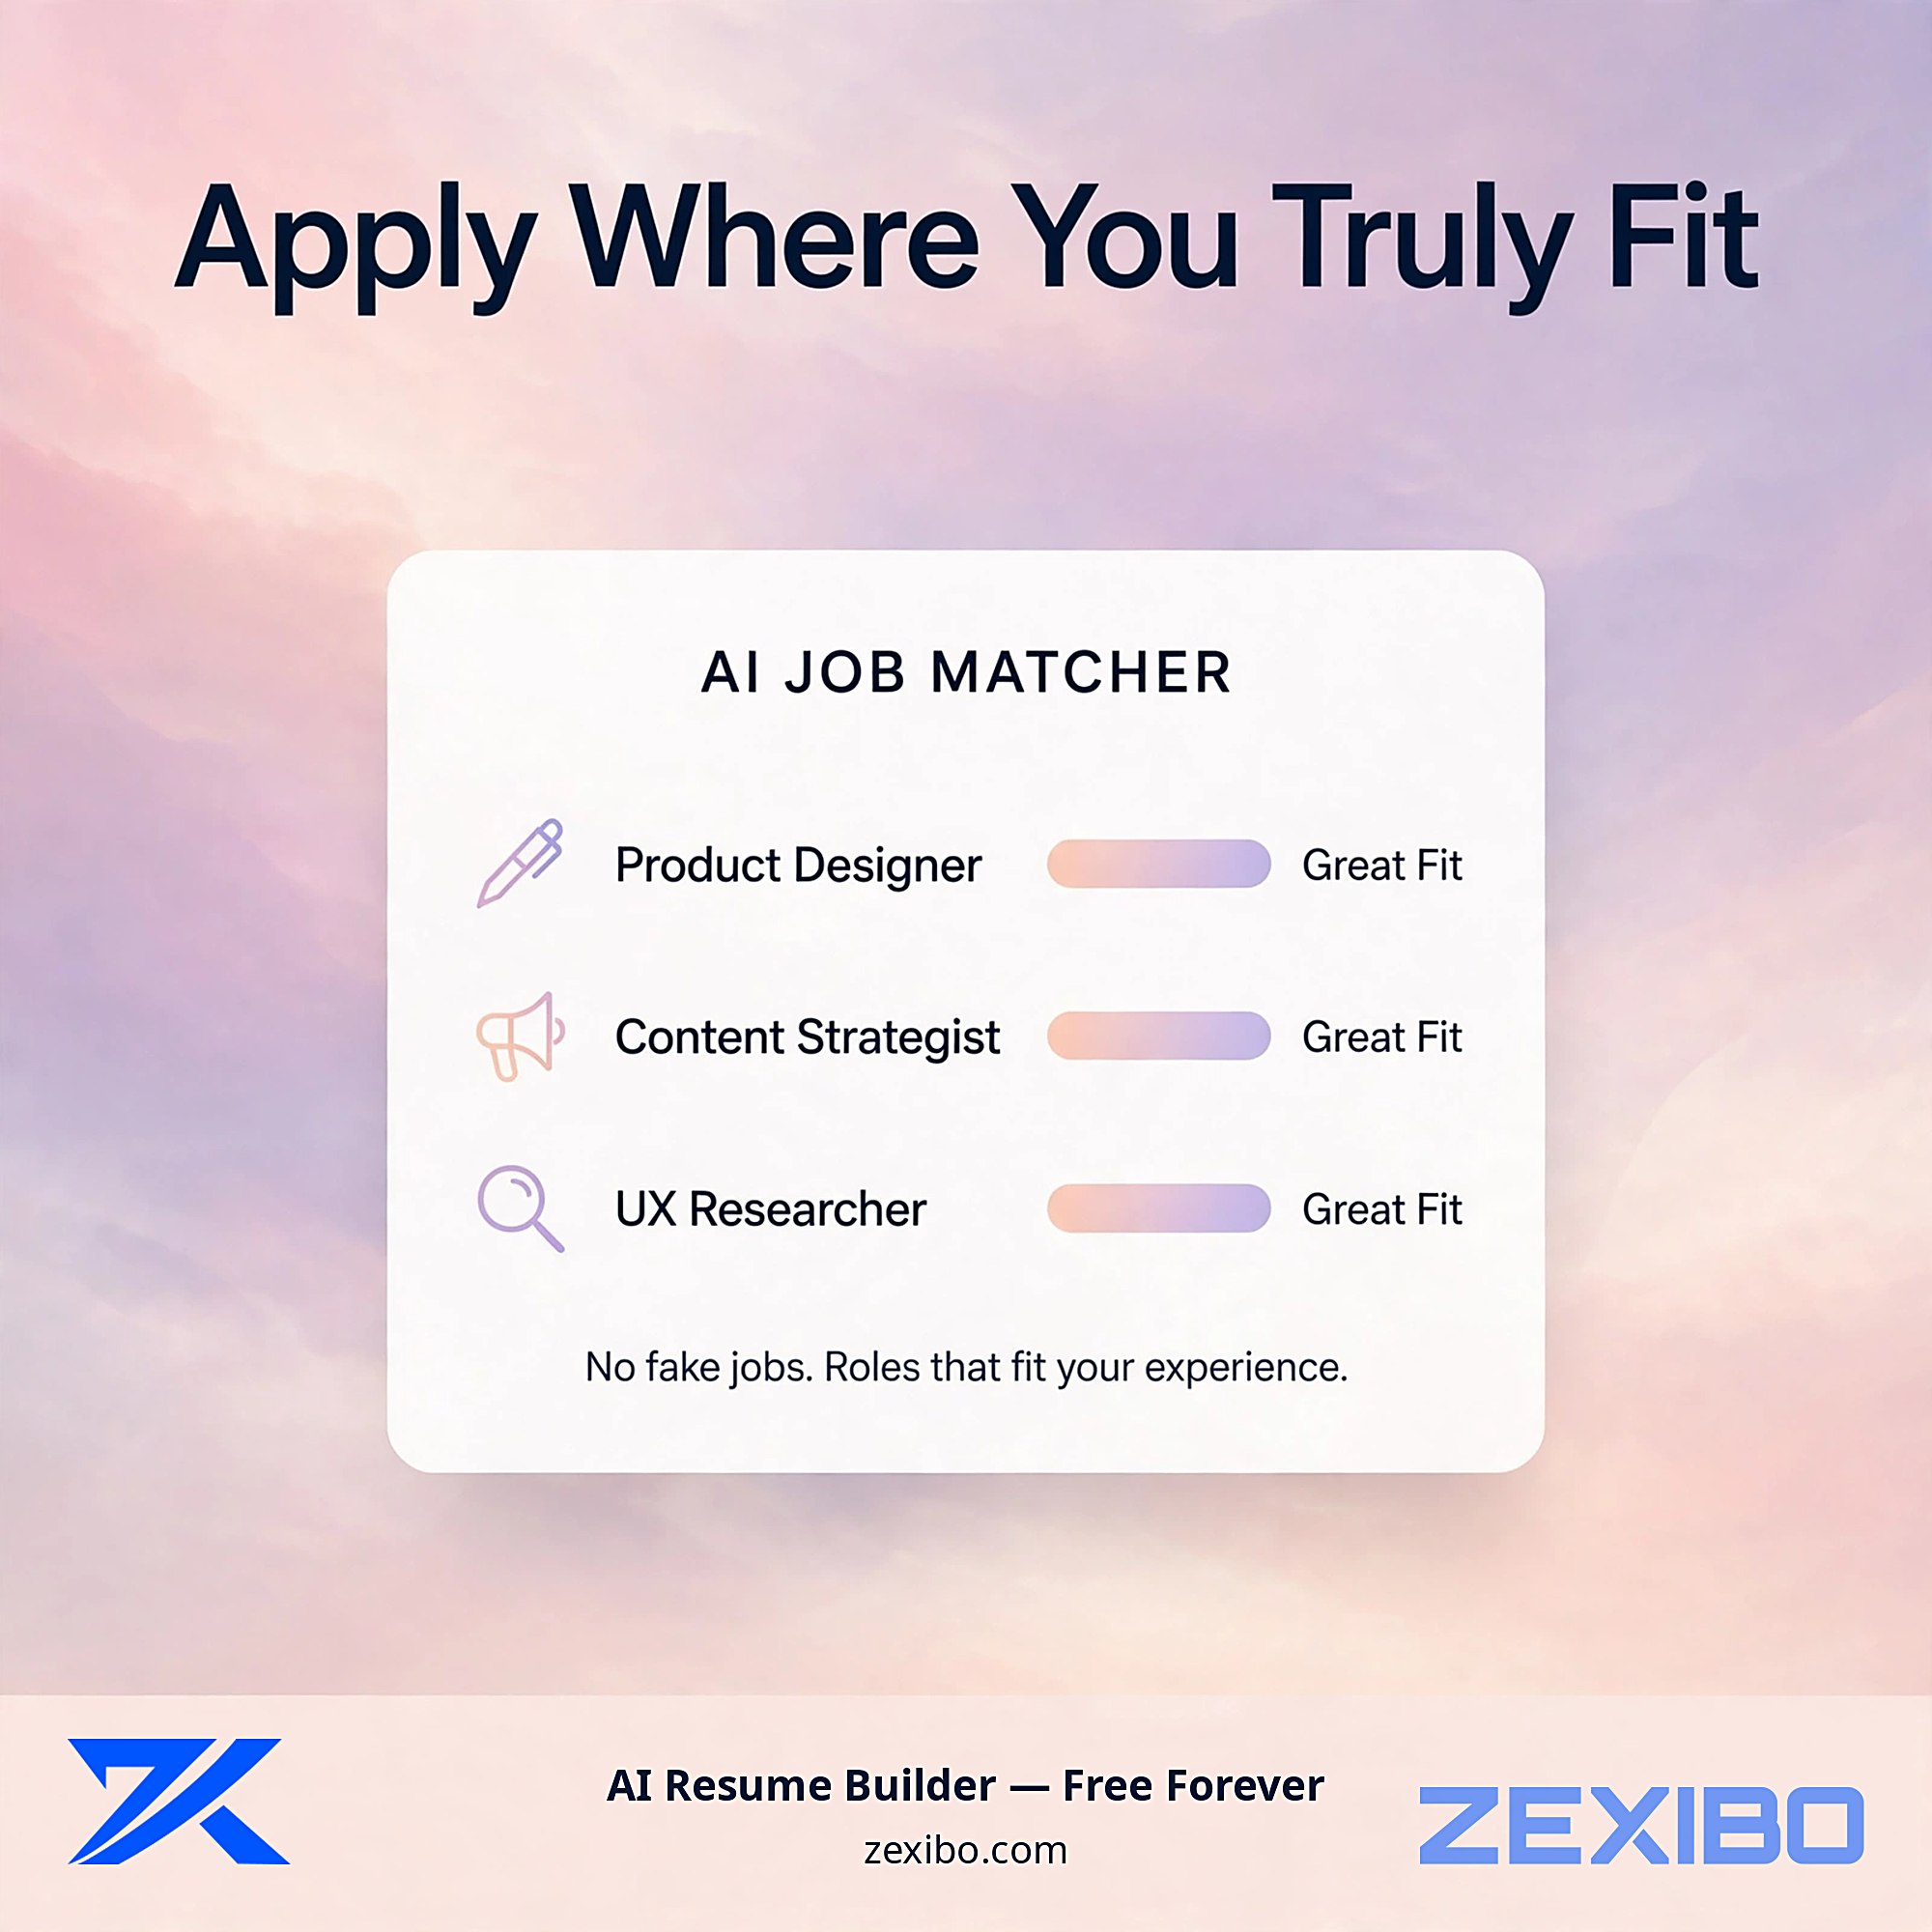 Apply Where You Truly Fit
AI JOB MATCHER
Product Designer Great Fit
Content Strategist Great Fit
UX Researcher Great Fit
No fake jobs. Roles that fit your experience.
AI Resume Builder — Free Forever
zexibo.com
ZEXIBO